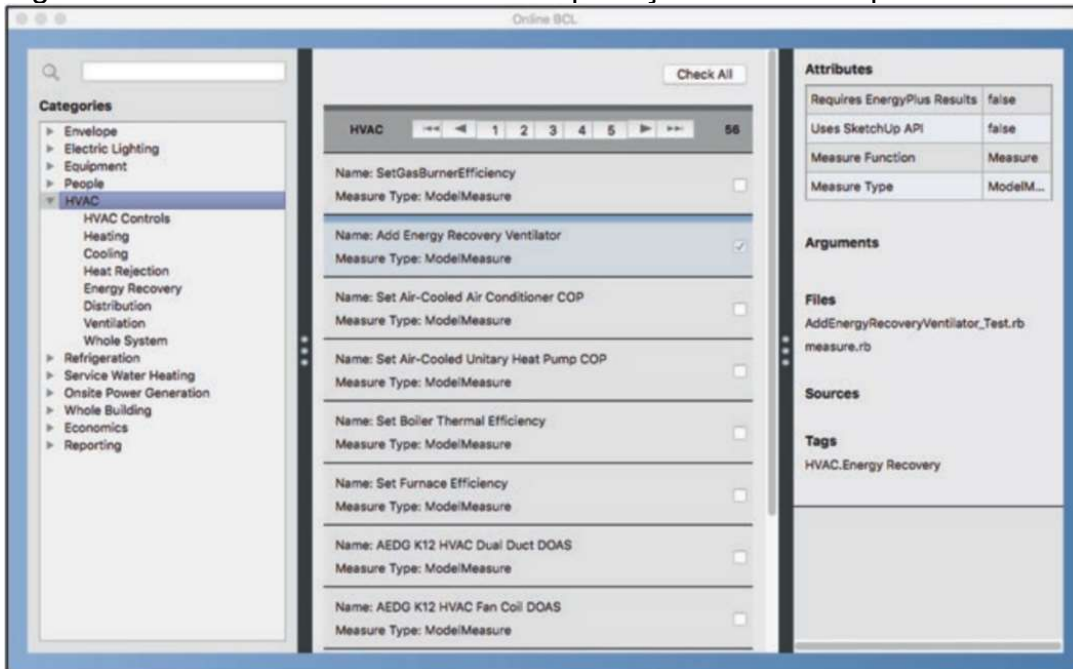 Online BCL
Categories
Envelope
Electric Lighting
Equipment
People
HVAC
HVAC Controls
Heating
Cooling
Heat Rejection
Energy Recovery
Distribution
Ventilation
Whole System
Refrigeration
Service Water Heating
Onsite Power Generation
Whole Building
Economics
Reporting
Check All
HVAC 1 2 3 4 5 56
Name: SetGasBurnerEfficiency
Measure Type: ModelMeasure
Name: Add Energy Recovery Ventilator
Measure Type: ModelMeasure
Name: Set Air-Cooled Air Conditioner COP
Measure Type: ModelMeasure
Name: Set Air-Cooled Unitary Heat Pump COP
Measure Type: ModelMeasure
Name: Set Boiler Thermal Efficiency
Measure Type: ModelMeasure
Name: Set Furnace Efficiency
Measure Type: ModelMeasure
Name: AEDG K12 HVAC Dual Duct DOAS
Measure Type: ModelMeasure
Name: AEDG K12 HVAC Fan Coil DOAS
Measure Type: ModelMeasure
Attributes
Requires EnergyPlus Results false
Uses SketchUp API false
Measure Function Measure
Measure Type ModelM...
Arguments
Files
AddEnergyRecoveryVentilator_Test.rb
measure.rb
Sources
Tags
HVAC.Energy Recovery